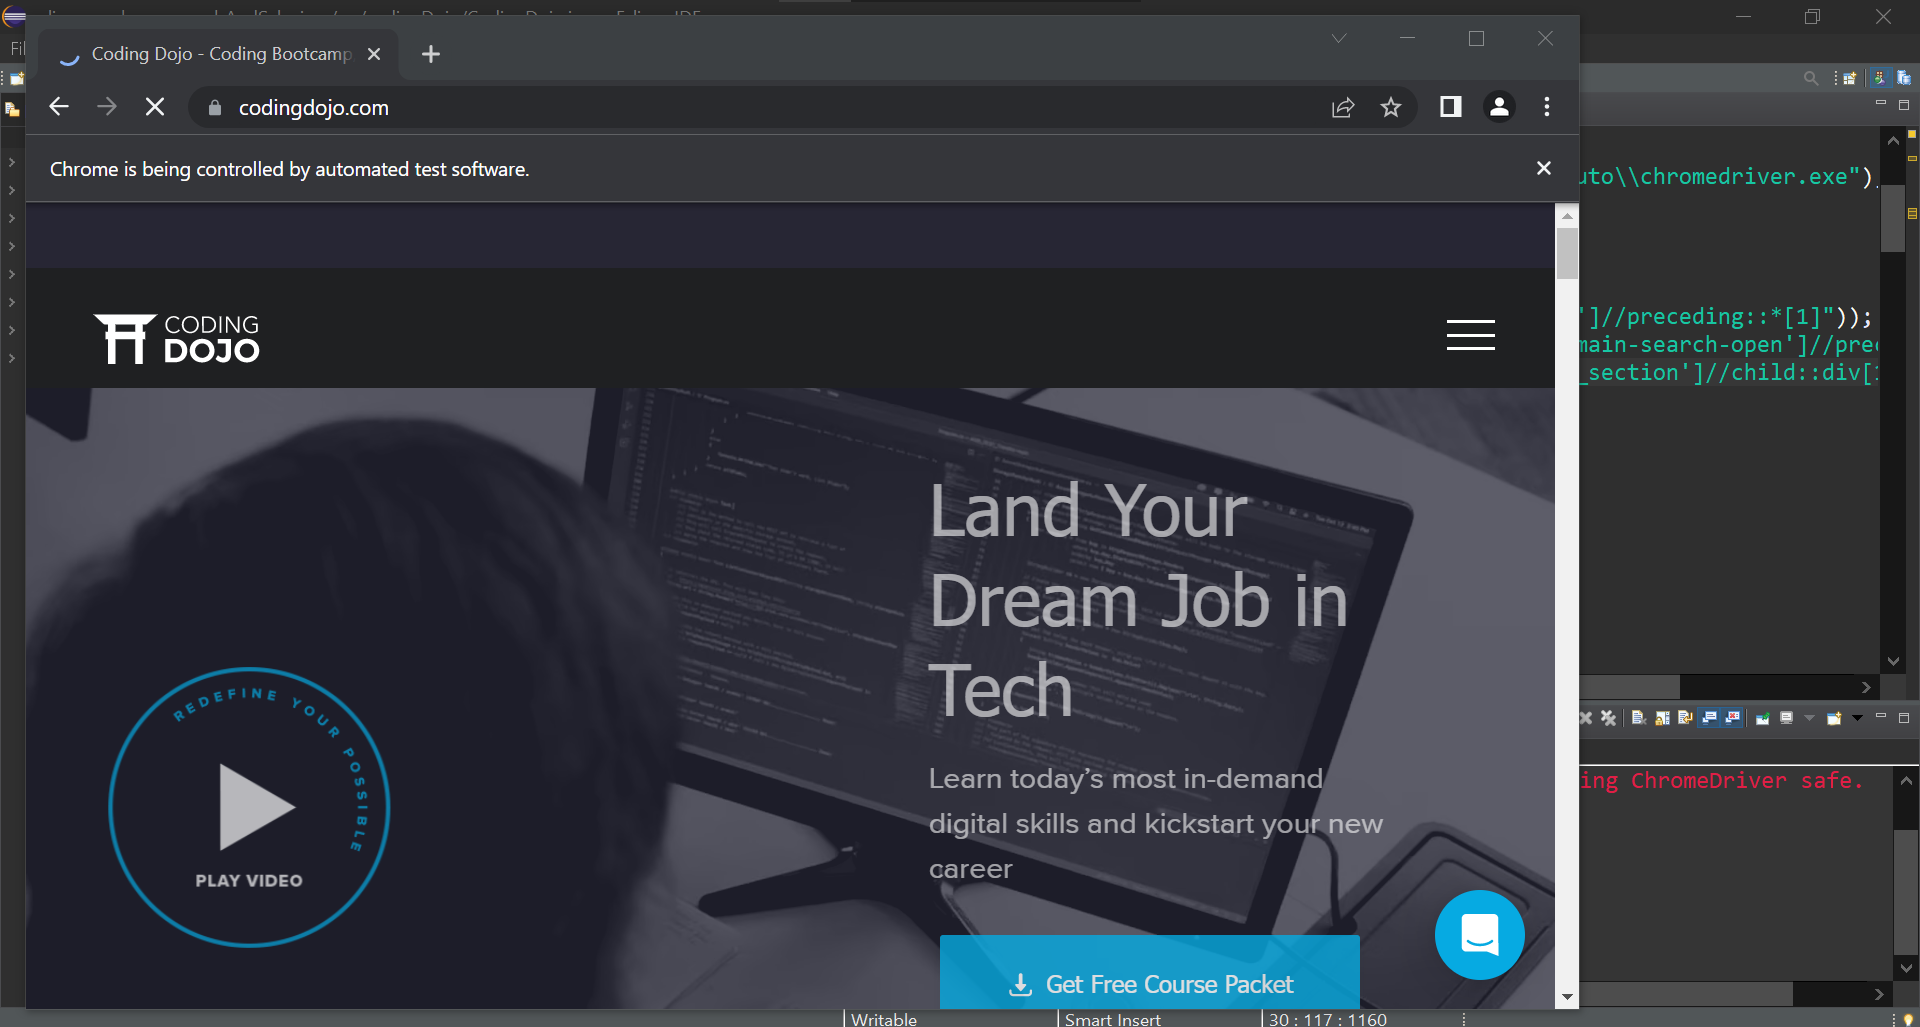 Coding Dojo - Coding Bootcamp
codingdojo.com
Chrome is being controlled by automated test software.
uto\\chromedriver.exe")
']//preceding::*[1]"));
main-search-open']//prec
_section']//child::div[
CODING
DOJO
Land Your
Dream Job in
Tech
REDEFINE YOUR POSSIBLE
PLAY VIDEO
Learn today’s most in-demand
digital skills and kickstart your new
career
Get Free Course Packet
ing ChromeDriver safe.
Writable
Smart Insert
30 : 117 : 1160